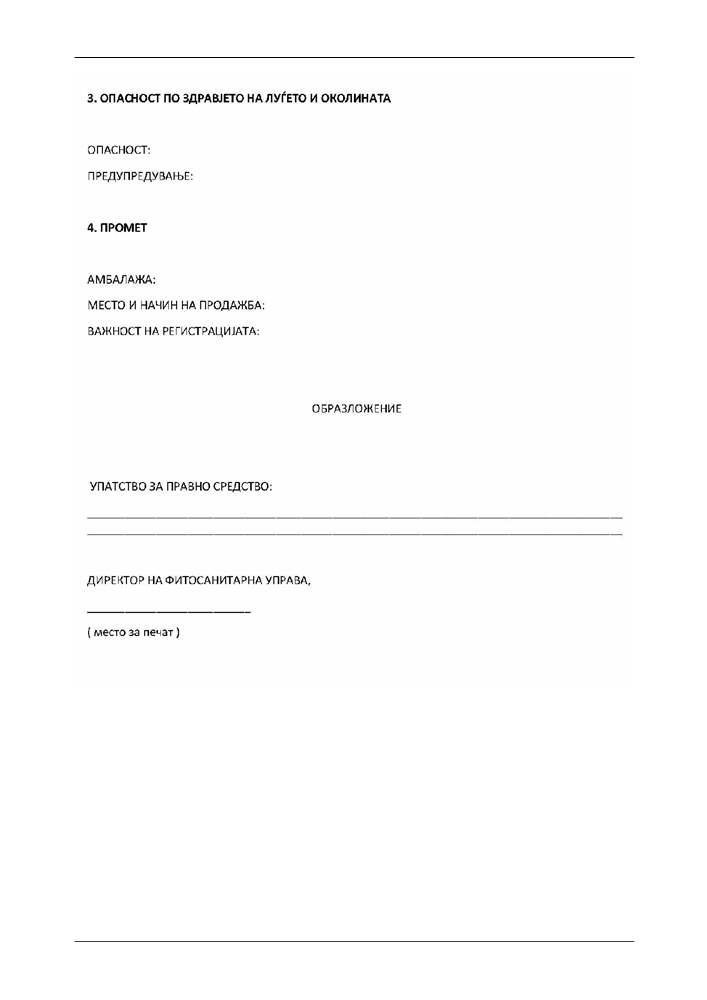 3. ОПАСНОСТ ПО ЗДРАВЈЕТО НА ЛУЃЕТО И ОКОЛИНАТА
ОПАСНОСТ:
ПРЕДУПРЕДУВАЊЕ:
4. ПРОМЕТ
АМБАЛАЖА:
МЕСТО И НАЧИН НА ПРОДАЖБА:
ВАЖНОСТ НА РЕГИСТРАЦИЈАТА:
ОБРАЗЛОЖЕНИЕ
УПАТСТВО ЗА ПРАВНО СРЕДСТВО:
ДИРЕКТОР НА ФИТОСАНИТАРНА УПРАВА,
( место за печат )